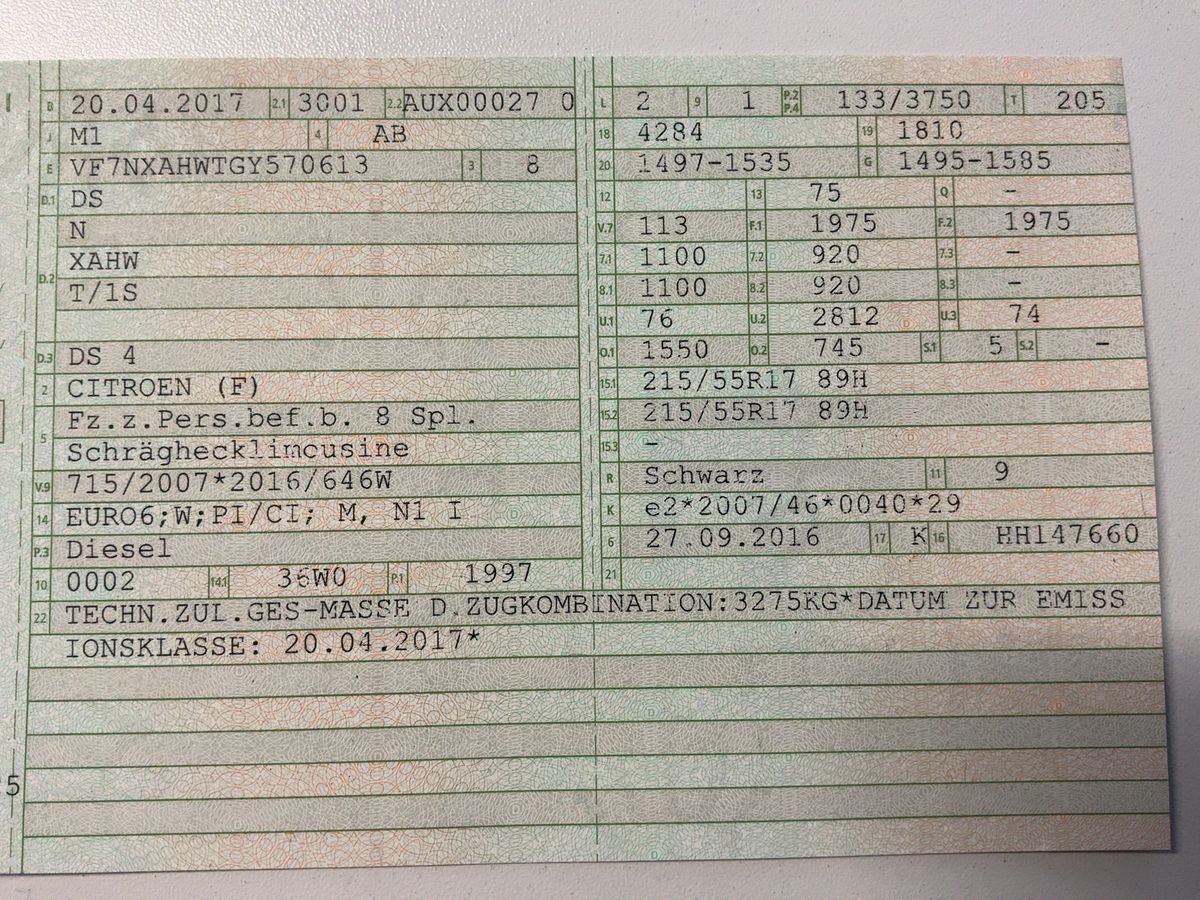 B 20.04.2017 2.1 3001 2.2 AUX00027 0
J M1 4 AB
E VF7NXAHWTGY570613 3 8
D.1 DS
N
XAHW
D.2 T/1S
D.3 DS 4
2 CITROEN (F)
5 Fz.z.Pers.bef.b. 8 Spl.
Schräghecklimousine
V.9 715/2007*2016/646W
14 EURO6;W;PI/CI; M, N1 I
P.3 Diesel
10 0002 14.1 36W0 P.1 1997
L 2 9 1 P.2 P.4 133/3750 T 205
18 4284 19 1810
20 1497-1535 G 1495-1585
12 13 75 Q -
V.7 113 F.1 1975 F.2 1975
7.1 1100 7.2 920 7.3 -
8.1 1100 8.2 920 8.3 -
U.1 76 U.2 2812 U.3 74
O.1 1550 O.2 745 S.1 5 S.2 -
15.1 215/55R17 89H
15.2 215/55R17 89H
15.3 -
R Schwarz 11 9
K e2*2007/46*0040*29
6 27.09.2016 17 K 16 HH147660
21
22 TECHN.ZUL.GES-MASSE D.ZUGKOMBINATION:3275KG*DATUM ZUR EMISS
IONSKLASSE: 20.04.2017*
5